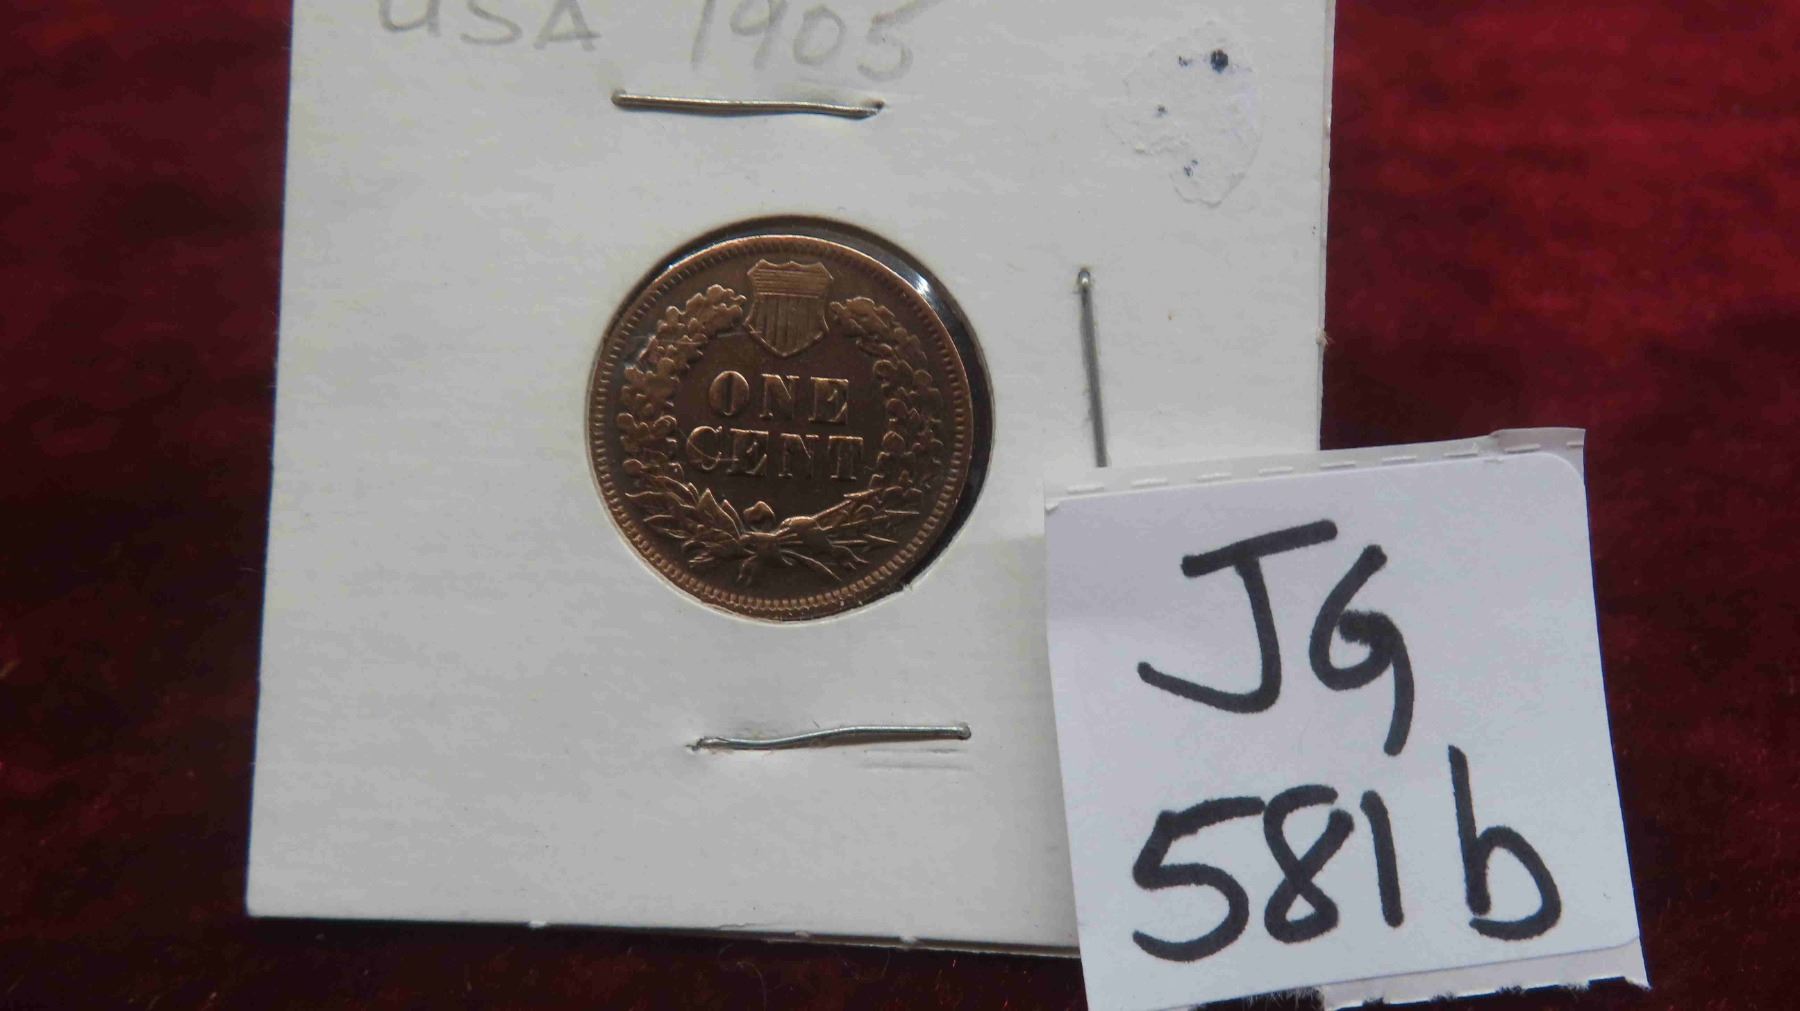 USA 1905
ONE
CENT
JG
581b